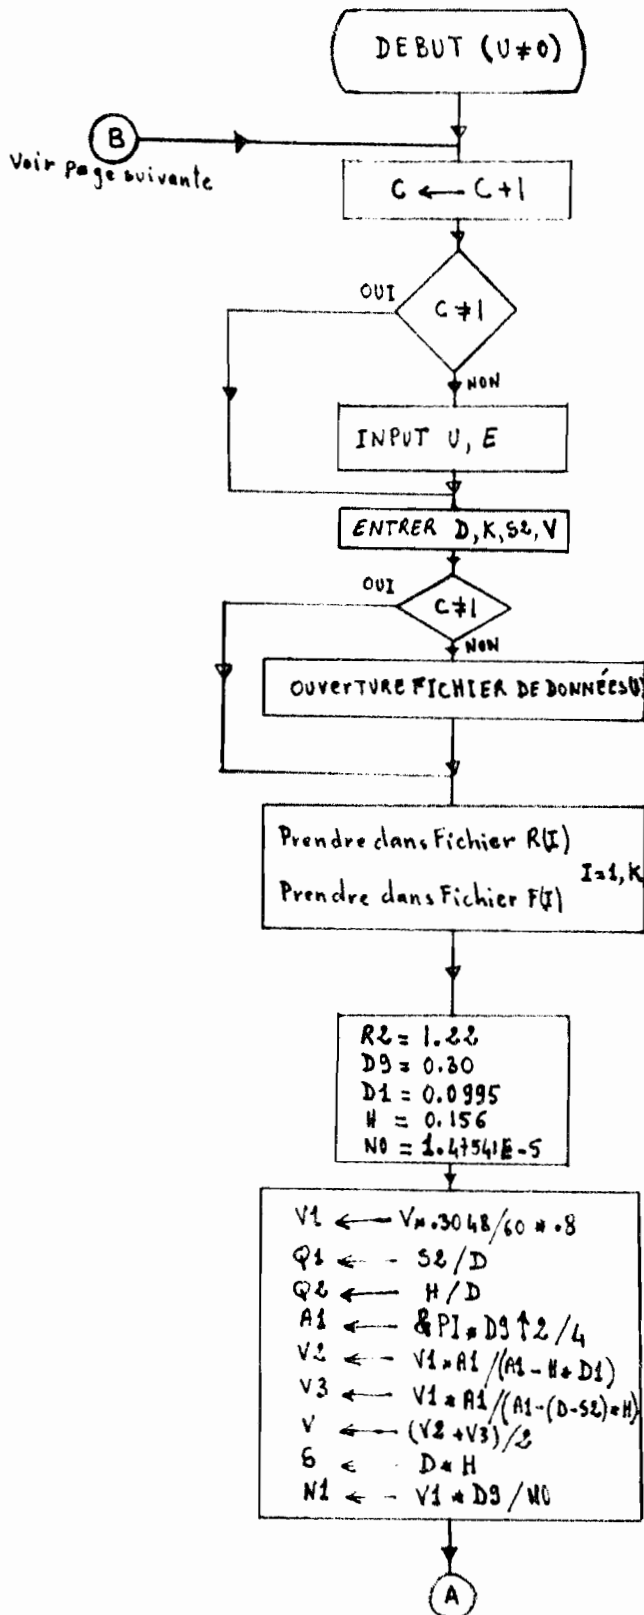 DEBUT (U≠0)
B
Voir page suivante
C ← C+1
OUI
C≠1
NON
INPUT U, E
ENTRER D, K, S2, V
OUI
C≠1
NON
OUVERTURE FICHIER DE DONNÉES(U)
Prendre dans Fichier R(I)
I=1, K
Prendre dans Fichier F(I)
R2 = 1.22
D9 = 0.30
D1 = 0.0995
H = 0.156
N0 = 1.47541E-5
V1 ← V*.3048/60*.8
Q1 ← S2/D
Q2 ← H/D
A1 ← &PI*D9↑2/4
V2 ← V1*A1/(A1-H*D1)
V3 ← V1*A1/(A1-(D-S2)*H)
V ← (V2+V3)/2
S ← D*H
N1 ← V1*D9/N0
A